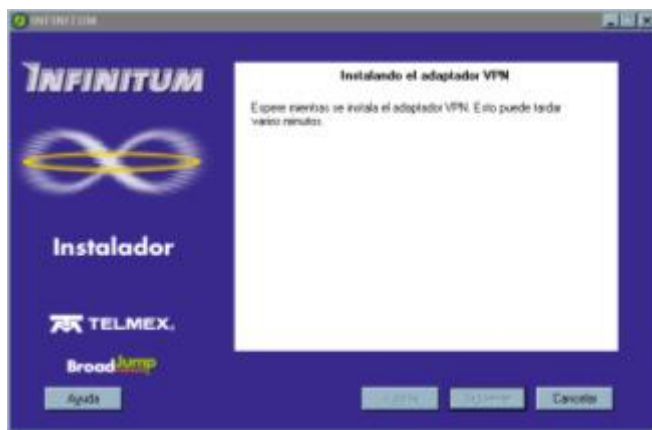 INFINITUM
INFINITUM
Instalando el adaptador VPN
Espere mientras se instala el adaptador VPN. Esto puede tardar
varios minutos.
Instalador
TELMEX.
BroadJump
Ayuda
Cancelar